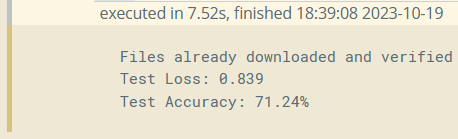 executed in 7.52s, finished 18:39:08 2023-10-19
Files already downloaded and verified
Test Loss: 0.839
Test Accuracy: 71.24%